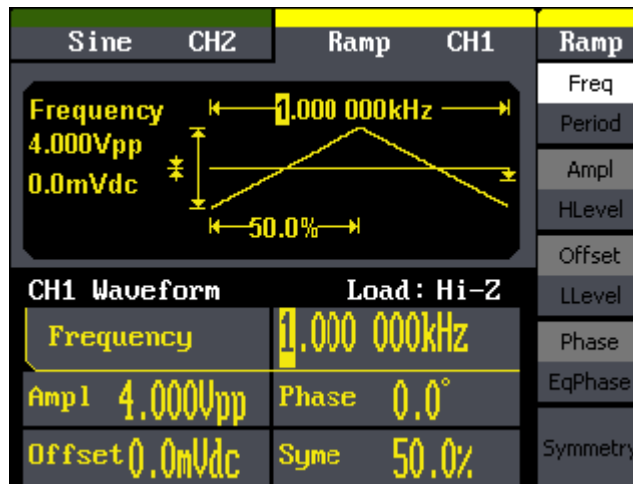 Sine CH2 Ramp CH1 Ramp
Frequency 1.000 000kHz
4.000Vpp
0.0mVdc
50.0%
CH1 Waveform Load: Hi-Z
Frequency 1.000 000kHz
Ampl 4.000Vpp Phase 0.0°
Offset 0.0mVdc Syme 50.0%
Freq
Period
Ampl
HLevel
Offset
LLevel
Phase
EqPhase
Symmetry